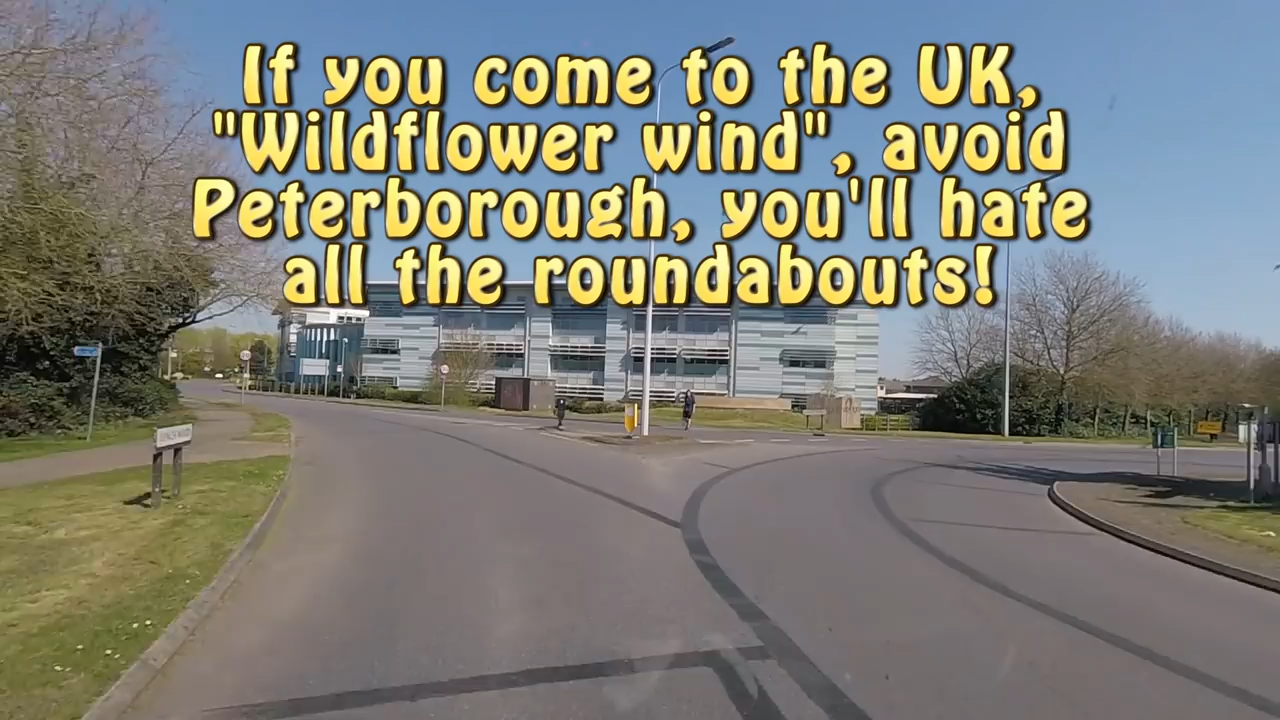 If you come to the UK,
"Wildflower wind", avoid
Peterborough, you'll hate
all the roundabouts!